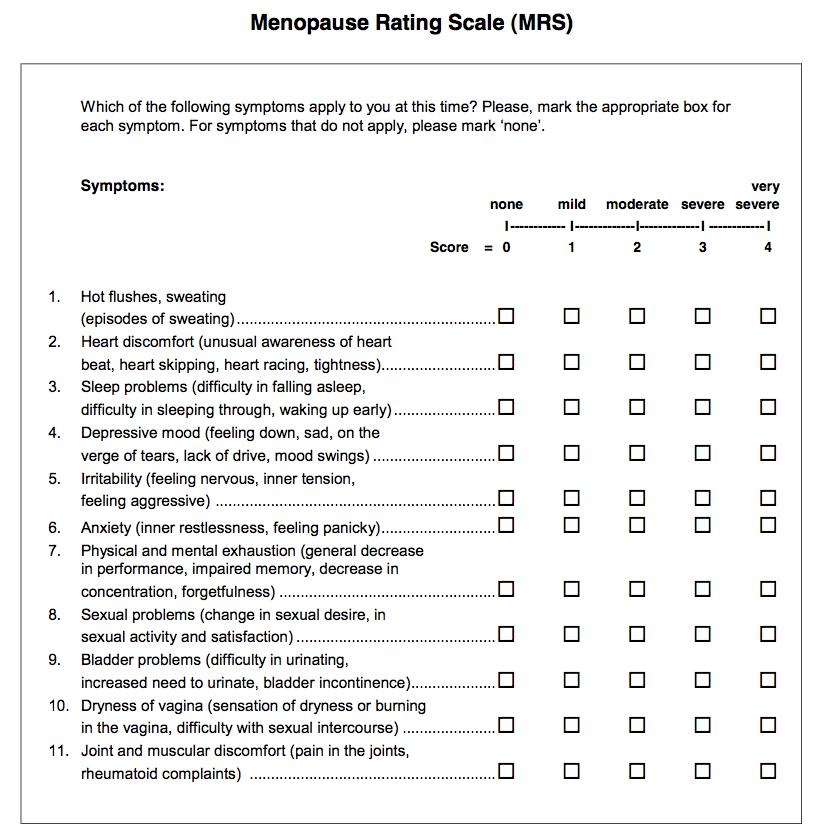 Menopause Rating Scale (MRS)
Which of the following symptoms apply to you at this time? Please, mark the appropriate box for
each symptom. For symptoms that do not apply, please mark ‘none’.
Symptoms:
very
none mild moderate severe severe
I------------ I-------------I-------------I ------------I
Score = 0 1 2 3 4
1. Hot flushes, sweating
(episodes of sweating)............................................................ ☐ ☐ ☐ ☐ ☐
2. Heart discomfort (unusual awareness of heart
beat, heart skipping, heart racing, tightness).......................... ☐ ☐ ☐ ☐ ☐
3. Sleep problems (difficulty in falling asleep,
difficulty in sleeping through, waking up early)....................... ☐ ☐ ☐ ☐ ☐
4. Depressive mood (feeling down, sad, on the
verge of tears, lack of drive, mood swings)............................ ☐ ☐ ☐ ☐ ☐
5. Irritability (feeling nervous, inner tension,
feeling aggressive) ................................................................. ☐ ☐ ☐ ☐ ☐
6. Anxiety (inner restlessness, feeling panicky).......................... ☐ ☐ ☐ ☐ ☐
7. Physical and mental exhaustion (general decrease
in performance, impaired memory, decrease in
concentration, forgetfulness) .................................................. ☐ ☐ ☐ ☐ ☐
8. Sexual problems (change in sexual desire, in
sexual activity and satisfaction) .............................................. ☐ ☐ ☐ ☐ ☐
9. Bladder problems (difficulty in urinating,
increased need to urinate, bladder incontinence).................... ☐ ☐ ☐ ☐ ☐
10. Dryness of vagina (sensation of dryness or burning
in the vagina, difficulty with sexual intercourse) ...................... ☐ ☐ ☐ ☐ ☐
11. Joint and muscular discomfort (pain in the joints,
rheumatoid complaints) ......................................................... ☐ ☐ ☐ ☐ ☐